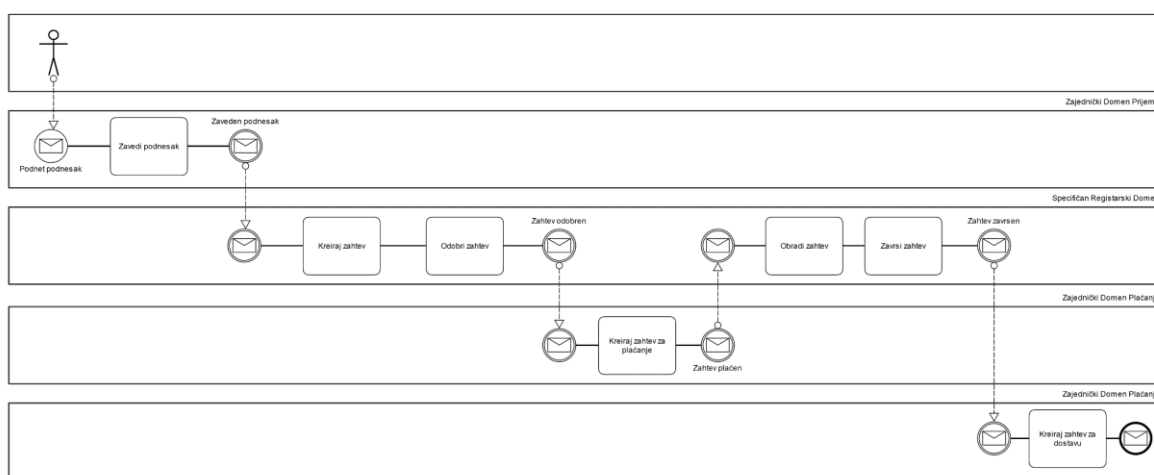 Zajednički Domen Prijem
Zaveden podnesak
Zavedi podnesak
Podnet podnesak
Specifičan Registarski Dome
Zahtev odobren
Zahtev zavrsen
Kreiraj zahtev
Odobri zahtev
Obradi zahtev
Zavrsi zahtev
Zajednički Domen Plaćanj
Kreiraj zahtev za
plaćanje
Zahtev plaćen
Zajednički Domen Plaćanj
Kreiraj zahtev za
dostavu